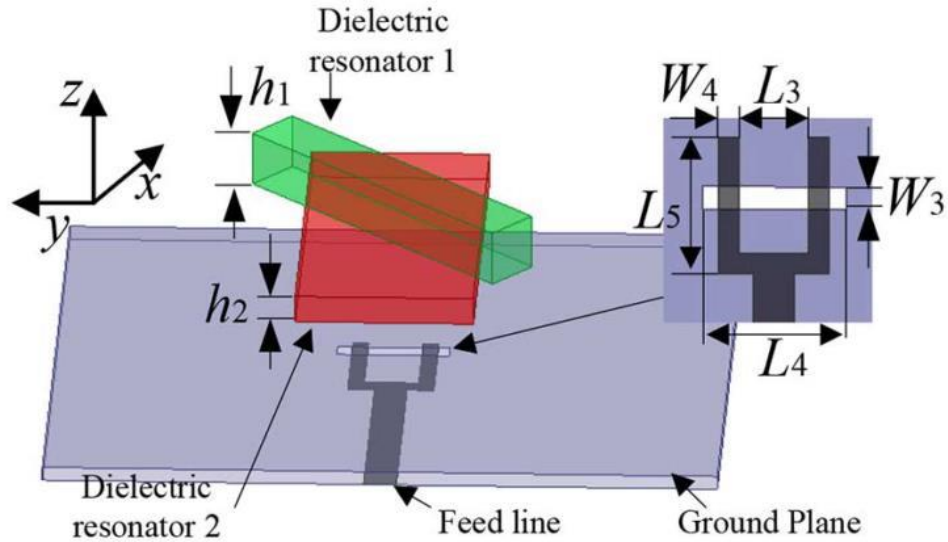 Dielectric
resonator 1
h1
z
x
y
W4
L3
L5
W3
h2
L4
Dielectric
resonator 2
Feed line
Ground Plane